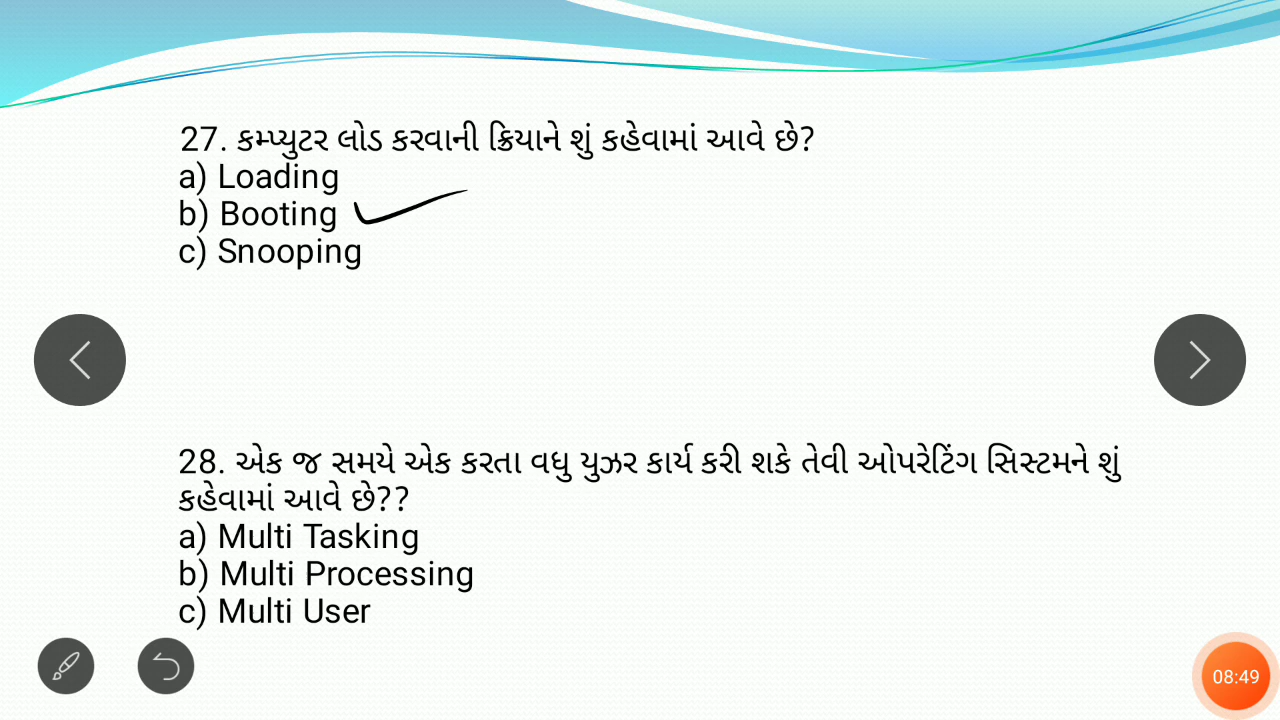 27. કમ્પ્યુટર લોડ કરવાની ક્રિયાને શું કહેવામાં આવે છે?
a) Loading
b) Booting
c) Snooping
28. એક જ સમયે એક કરતા વધુ યુઝર કાર્ય કરી શકે તેવી ઓપરેટિંગ સિસ્ટમને શું
કહેવામાં આવે છે??
a) Multi Tasking
b) Multi Processing
c) Multi User
08:49